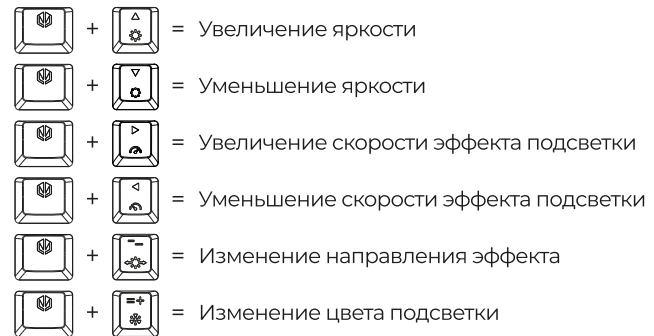 + = Увеличение яркости
+ = Уменьшение яркости
+ = Увеличение скорости эффекта подсветки
+ = Уменьшение скорости эффекта подсветки
+ = Изменение направления эффекта
+ = Изменение цвета подсветки